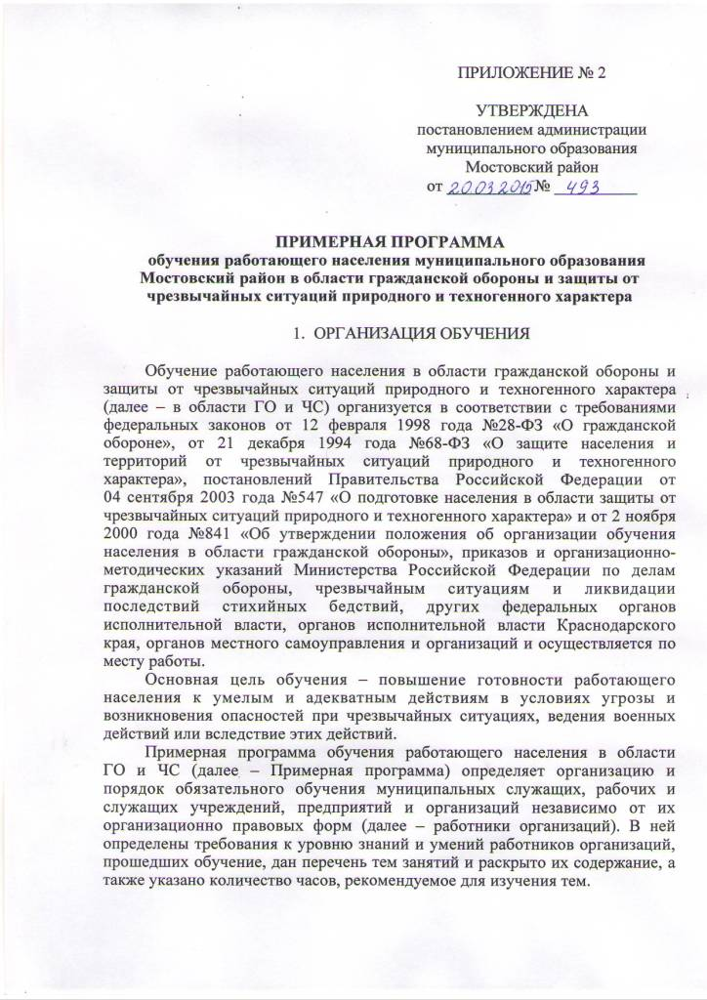 ПРИЛОЖЕНИЕ № 2
УТВЕРЖДЕНА
постановлением администрации
муниципального образования
Мостовский район
от 20.03.2015 № 493
ПРИМЕРНАЯ ПРОГРАММА
обучения работающего населения муниципального образования
Мостовский район в области гражданской обороны и защиты от
чрезвычайных ситуаций природного и техногенного характера
1. ОРГАНИЗАЦИЯ ОБУЧЕНИЯ
Обучение работающего населения в области гражданской обороны и
защиты от чрезвычайных ситуаций природного и техногенного характера
(далее – в области ГО и ЧС) организуется в соответствии с требованиями
федеральных законов от 12 февраля 1998 года №28-ФЗ «О гражданской
обороне», от 21 декабря 1994 года №68-ФЗ «О защите населения и
территорий от чрезвычайных ситуаций природного и техногенного
характера», постановлений Правительства Российской Федерации от
04 сентября 2003 года №547 «О подготовке населения в области защиты от
чрезвычайных ситуаций природного и техногенного характера» и от 2 ноября
2000 года №841 «Об утверждении положения об организации обучения
населения в области гражданской обороны», приказов и организационно-
методических указаний Министерства Российской Федерации по делам
гражданской обороны, чрезвычайным ситуациям и ликвидации
последствий стихийных бедствий, других федеральных органов
исполнительной власти, органов исполнительной власти Краснодарского
края, органов местного самоуправления и организаций и осуществляется по
месту работы.
Основная цель обучения – повышение готовности работающего
населения к умелым и адекватным действиям в условиях угрозы и
возникновения опасностей при чрезвычайных ситуациях, ведения военных
действий или вследствие этих действий.
Примерная программа обучения работающего населения в области
ГО и ЧС (далее – Примерная программа) определяет организацию и
порядок обязательного обучения муниципальных служащих, рабочих и
служащих учреждений, предприятий и организаций независимо от их
организационно правовых форм (далее – работники организаций). В ней
определены требования к уровню знаний и умений работников организаций,
прошедших обучение, дан перечень тем занятий и раскрыто их содержание, а
также указано количество часов, рекомендуемое для изучения тем.